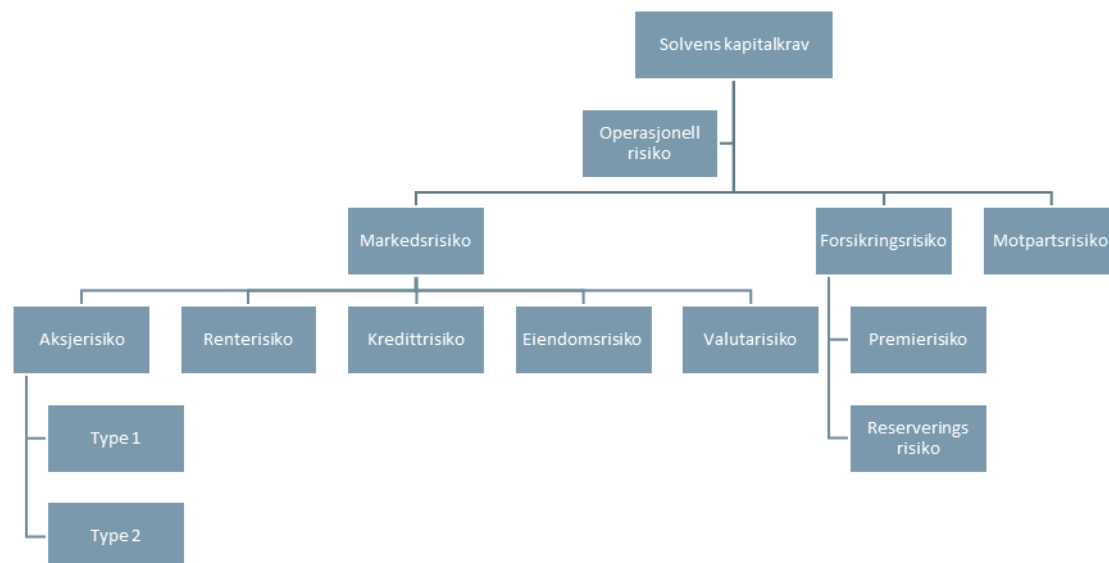 Solvens kapitalkrav
Operasjonell
risiko
Markedsrisiko
Forsikringsrisiko
Motpartsrisiko
Aksjerisiko
Renterisiko
Kredittrisiko
Eiendomsrisiko
Valutarisiko
Premierisiko
Type 1
Reserverings
risiko
Type 2